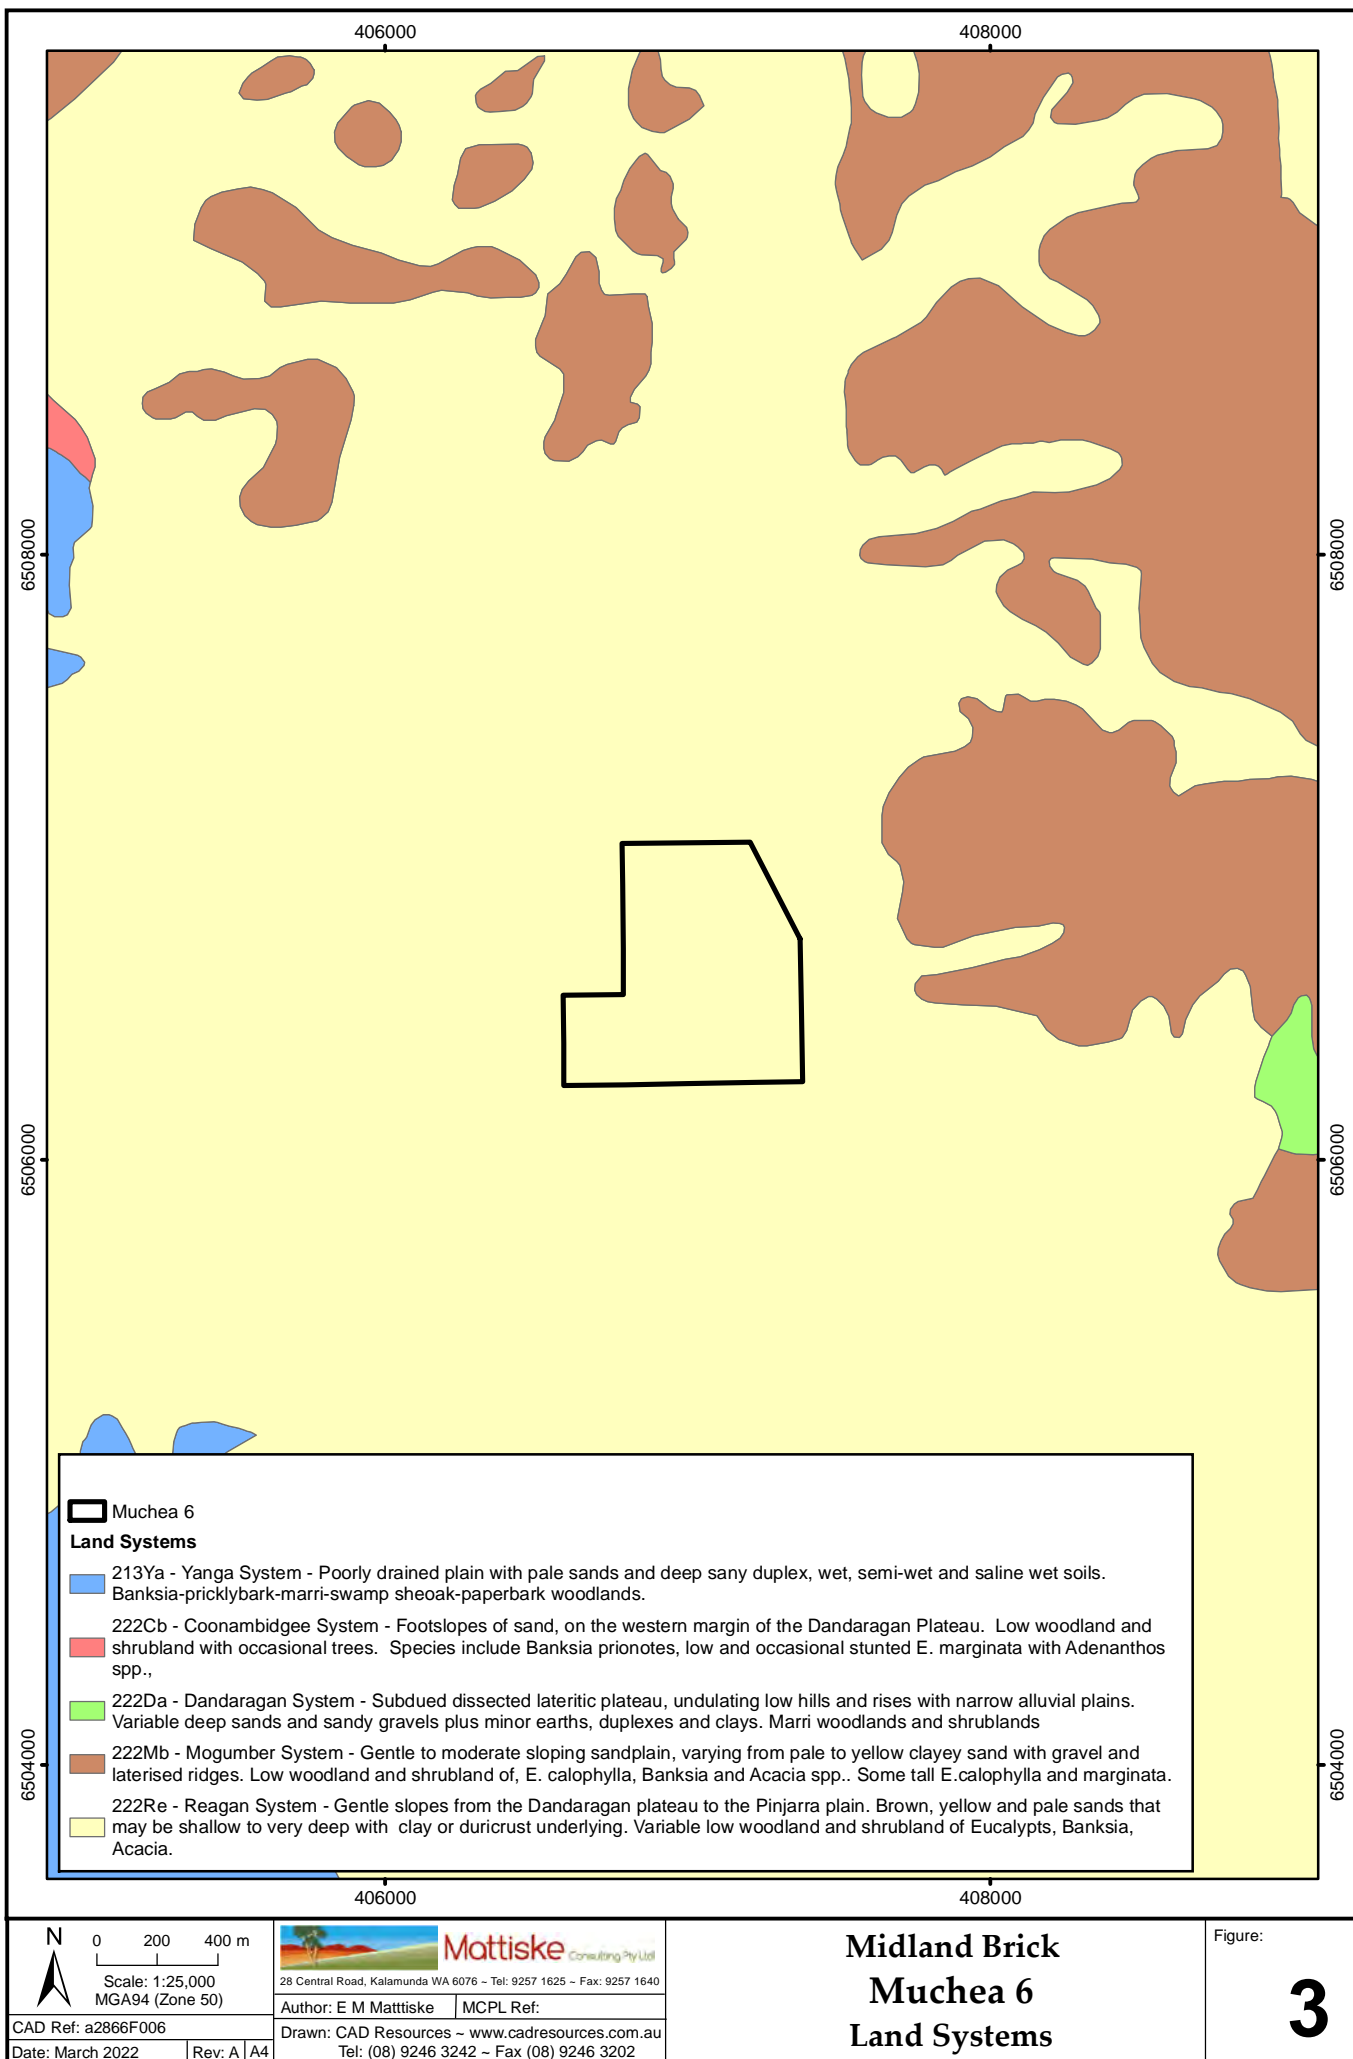 406000
408000
6508000
6508000
6506000
6506000
6504000
6504000
Muchea 6
Land Systems
213Ya - Yanga System - Poorly drained plain with pale sands and deep sany duplex, wet, semi-wet and saline wet soils.
Banksia-pricklybark-marri-swamp sheoak-paperbark woodlands.
222Cb - Coonambidgee System - Footslopes of sand, on the western margin of the Dandaragan Plateau. Low woodland and
shrubland with occasional trees. Species include Banksia prionotes, low and occasional stunted E. marginata with Adenanthos
spp.,
222Da - Dandaragan System - Subdued dissected lateritic plateau, undulating low hills and rises with narrow alluvial plains.
Variable deep sands and sandy gravels plus minor earths, duplexes and clays. Marri woodlands and shrublands
222Mb - Mogumber System - Gentle to moderate sloping sandplain, varying from pale to yellow clayey sand with gravel and
laterised ridges. Low woodland and shrubland of, E. calophylla, Banksia and Acacia spp.. Some tall E.calophylla and marginata.
222Re - Reagan System - Gentle slopes from the Dandaragan plateau to the Pinjarra plain. Brown, yellow and pale sands that
may be shallow to very deep with clay or duricrust underlying. Variable low woodland and shrubland of Eucalypts, Banksia,
Acacia.
406000
408000
N
0 200 400 m
Scale: 1:25,000
MGA94 (Zone 50)
CAD Ref: a2866F006
Date: March 2022
Rev: A
A4
Mattiske Consulting Pty Ltd
28 Central Road, Kalamunda WA 6076 ~ Tel: 9257 1625 ~ Fax: 9257 1640
Author: E M Matttiske
MCPL Ref:
Drawn: CAD Resources ~ www.cadresources.com.au
Tel: (08) 9246 3242 ~ Fax (08) 9246 3202
Midland Brick
Muchea 6
Land Systems
Figure:
3